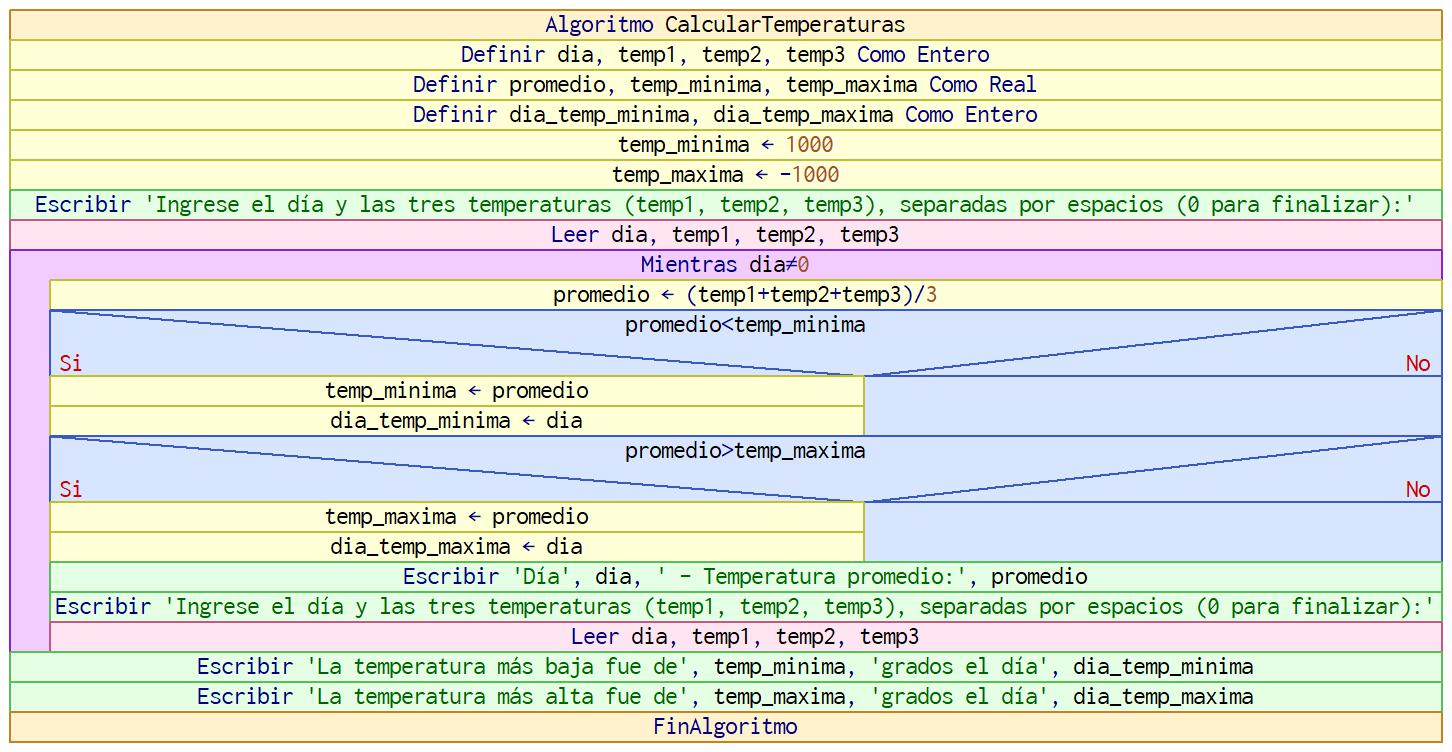 Algoritmo CalcularTemperaturas
Definir dia, temp1, temp2, temp3 Como Entero
Definir promedio, temp_minima, temp_maxima Como Real
Definir dia_temp_minima, dia_temp_maxima Como Entero
temp_minima ← 1000
temp_maxima ← -1000
Escribir 'Ingrese el día y las tres temperaturas (temp1, temp2, temp3), separadas por espacios (0 para finalizar):'
Leer dia, temp1, temp2, temp3
Mientras dia≠0
promedio ← (temp1+temp2+temp3)/3
promedio<temp_minima
Si No
temp_minima ← promedio
dia_temp_minima ← dia
promedio>temp_maxima
Si No
temp_maxima ← promedio
dia_temp_maxima ← dia
Escribir 'Día', dia, ' - Temperatura promedio:', promedio
Escribir 'Ingrese el día y las tres temperaturas (temp1, temp2, temp3), separadas por espacios (0 para finalizar):'
Leer dia, temp1, temp2, temp3
Escribir 'La temperatura más baja fue de', temp_minima, 'grados el día', dia_temp_minima
Escribir 'La temperatura más alta fue de', temp_maxima, 'grados el día', dia_temp_maxima
FinAlgoritmo